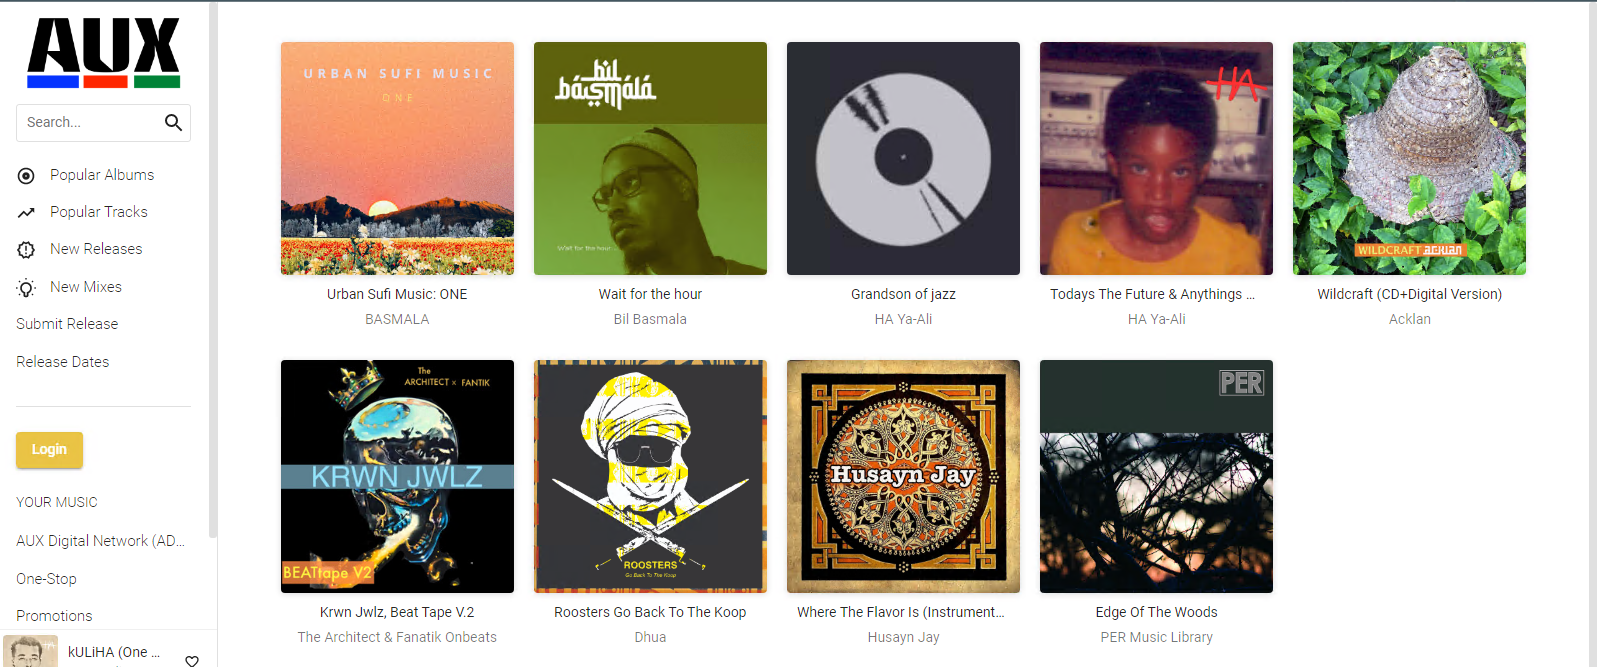 AUX
Search...
Popular Albums
Popular Tracks
New Releases
New Mixes
Submit Release
Release Dates
Login
YOUR MUSIC
AUX Digital Network (AD...
One-Stop
Promotions
kULiHA (One ...
URBAN SUFI MUSIC
ONE
Urban Sufi Music: ONE
BASMALA
bil
básmálá
Wait for the hour...
Wait for the hour
Bil Basmala
Grandson of jazz
HA Ya-Ali
HA
Todays The Future & Anythings ...
HA Ya-Ali
WILDCRAFT ACKLAN
Wildcraft (CD+Digital Version)
Acklan
The
ARCHITECT x FANTIK
KRWN JWLZ
BEATtape V2
Krwn Jwlz, Beat Tape V.2
The Architect & Fanatik Onbeats
ROOSTERS
Go Back To The Koop
Roosters Go Back To The Koop
Dhua
Husayn Jay
Where The Flavor Is (Instrument...
Husayn Jay
PER
Edge Of The Woods
PER Music Library